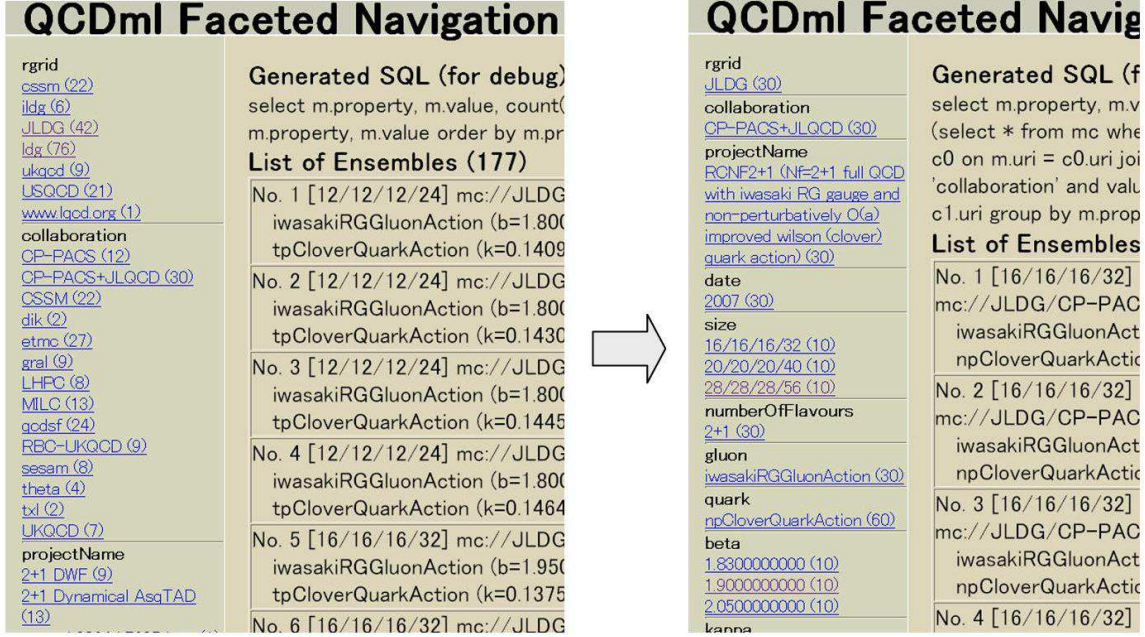 QCDml Faceted Navigation
rgrid
cssm (22)
ildg (6)
JLDG (42)
ldg (76)
ukqcd (9)
USQCD (21)
www.lqcd.org (1)
collaboration
CP-PACS (12)
CP-PACS+JLQCD (30)
CSSM (22)
dik (2)
etmc (27)
gral (9)
LHPC (8)
MILC (13)
qcdsf (24)
RBC-UKQCD (9)
sesam (8)
theta (4)
txl (2)
UKQCD (7)
projectName
2+1 DWF (9)
2+1 Dynamical AsqTAD
(13)
Generated SQL (for debug)
select m.property, m.value, count(
m.property, m.value order by m.pr
List of Ensembles (177)
No. 1 [12/12/12/24] mc://JLDG
iwasakiRGGluonAction (b=1.800
tpCloverQuarkAction (k=0.1409
No. 2 [12/12/12/24] mc://JLDG
iwasakiRGGluonAction (b=1.800
tpCloverQuarkAction (k=0.1430
No. 3 [12/12/12/24] mc://JLDG
iwasakiRGGluonAction (b=1.800
tpCloverQuarkAction (k=0.1445
No. 4 [12/12/12/24] mc://JLDG
iwasakiRGGluonAction (b=1.800
tpCloverQuarkAction (k=0.1464
No. 5 [16/16/16/32] mc://JLDG
iwasakiRGGluonAction (b=1.950
tpCloverQuarkAction (k=0.1375
No. 6 [16/16/16/32] mc://JLDG
QCDml Faceted Navig
rgrid
JLDG (30)
collaboration
CP-PACS+JLQCD (30)
projectName
RCNF2+1 (Nf=2+1 full QCD
with iwasaki RG gauge and
non-perturbatively O(a)
improved wilson (clover)
quark action) (30)
date
2007 (30)
size
16/16/16/32 (10)
20/20/20/40 (10)
28/28/28/56 (10)
numberOfFlavours
2+1 (30)
gluon
iwasakiRGGluonAction (30)
quark
npCloverQuarkAction (60)
beta
1.8300000000 (10)
1.9000000000 (10)
2.0500000000 (10)
kappa
Generated SQL (f
select m.property, m.v
(select * from mc whe
c0 on m.uri = c0.uri joi
'collaboration' and valu
c1.uri group by m.prop
List of Ensembles
No. 1 [16/16/16/32]
mc://JLDG/CP-PAC
iwasakiRGGluonAct
npCloverQuarkActic
No. 2 [16/16/16/32]
mc://JLDG/CP-PAC
iwasakiRGGluonAct
npCloverQuarkActic
No. 3 [16/16/16/32]
mc://JLDG/CP-PAC
iwasakiRGGluonAct
npCloverQuarkActic
No. 4 [16/16/16/32]